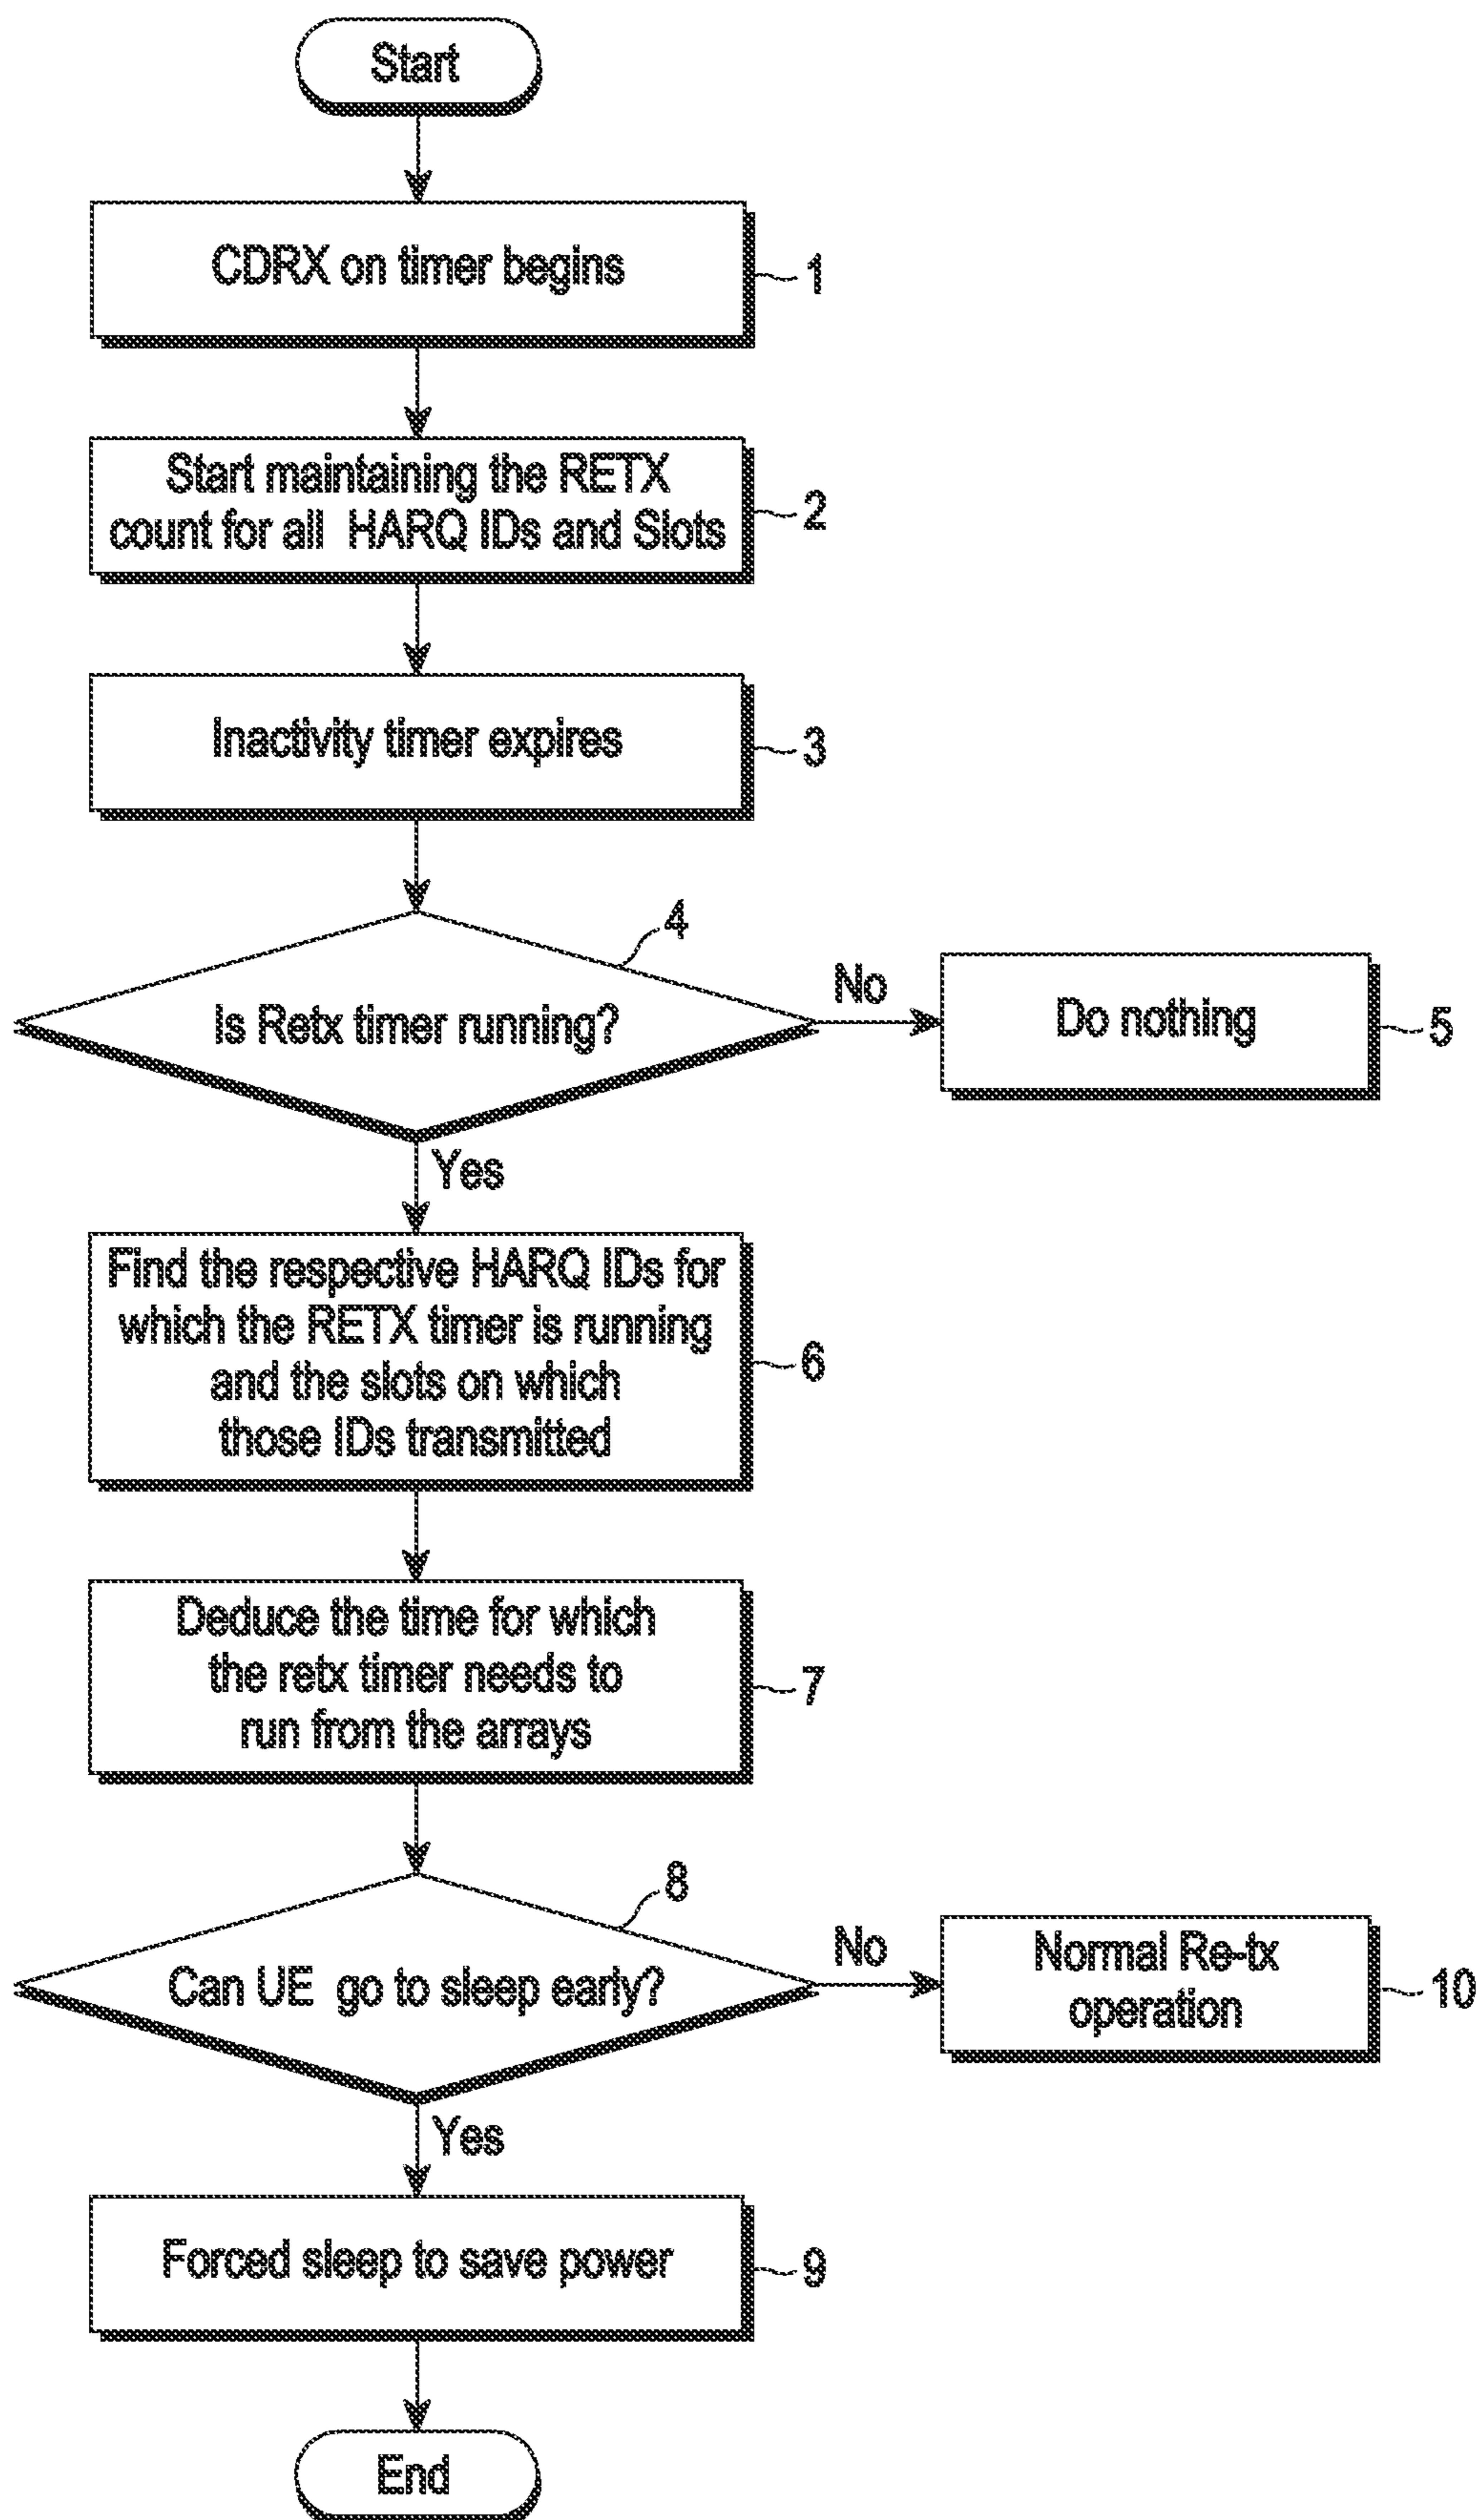 Start
CDRX on timer begins
1
Start maintaining the RETX
count for all HARQ IDs and Slots
2
Inactivity timer expires
3
4
Is Retx timer running?
No
Do nothing
5
Yes
Find the respective HARQ IDs for
which the RETX timer is running
and the slots on which
those IDs transmitted
6
Deduce the time for which
the retx timer needs to
run from the arrays
7
8
Can UE go to sleep early?
No
Normal Re-tx
operation
10
Yes
Forced sleep to save power
9
End